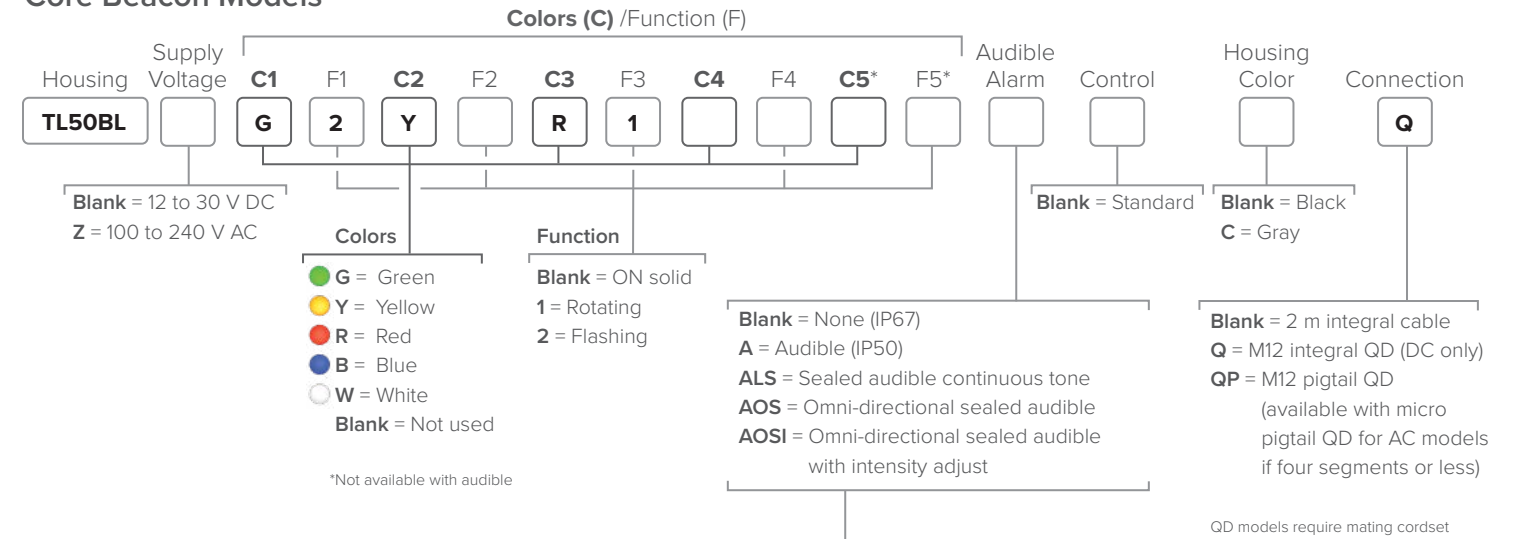 Core Beacon Models
Colors (C) /Function (F)
Housing
Supply Voltage
C1
F1
C2
F2
C3
F3
C4
F4
C5*
F5*
Audible Alarm
Control
Housing Color
Connection
TL50BL
G
2
Y
R
1
Q
Blank = 12 to 30 V DC
Z = 100 to 240 V AC
Colors
G = Green
Y = Yellow
R = Red
B = Blue
W = White
Blank = Not used
*Not available with audible
Function
Blank = ON solid
1 = Rotating
2 = Flashing
Blank = None (IP67)
A = Audible (IP50)
ALS = Sealed audible continuous tone
AOS = Omni-directional sealed audible
AOSI = Omni-directional sealed audible
with intensity adjust
Blank = Standard
Blank = Black
C = Gray
Blank = 2 m integral cable
Q = M12 integral QD (DC only)
QP = M12 pigtail QD
(available with micro
pigtail QD for AC models
if four segments or less)
QD models require mating cordset